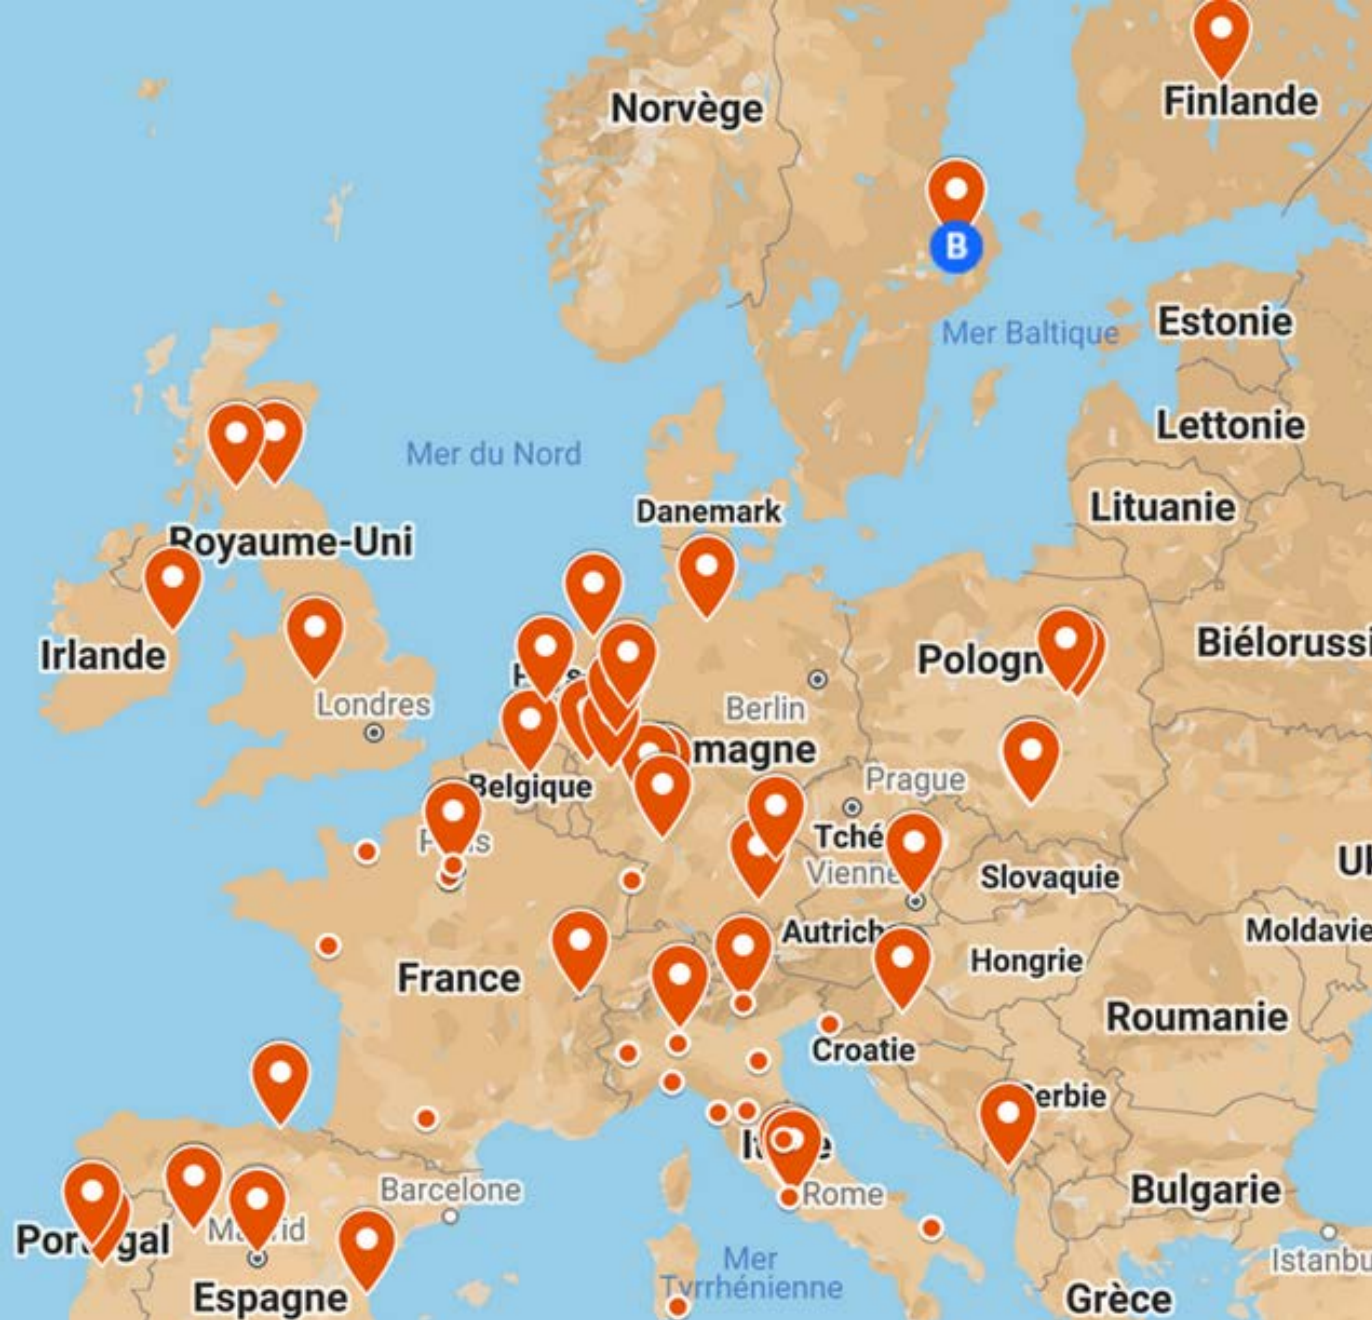 Norvège
Finlande
B
Mer Baltique
Estonie
Lettonie
Mer du Nord
Danemark
Lituanie
Royaume-Uni
Irlande
Pologn
Biélorussi
Londres
Berlin
magne
Belgique
Prague
Tché
Vienne
Slovaquie
Autrich
Moldavie
Hongrie
France
Roumanie
Croatie
erbie
Barcelone
Rome
Bulgarie
Espagne
Mer
Tyrrhénienne
Istanbu
Grèce